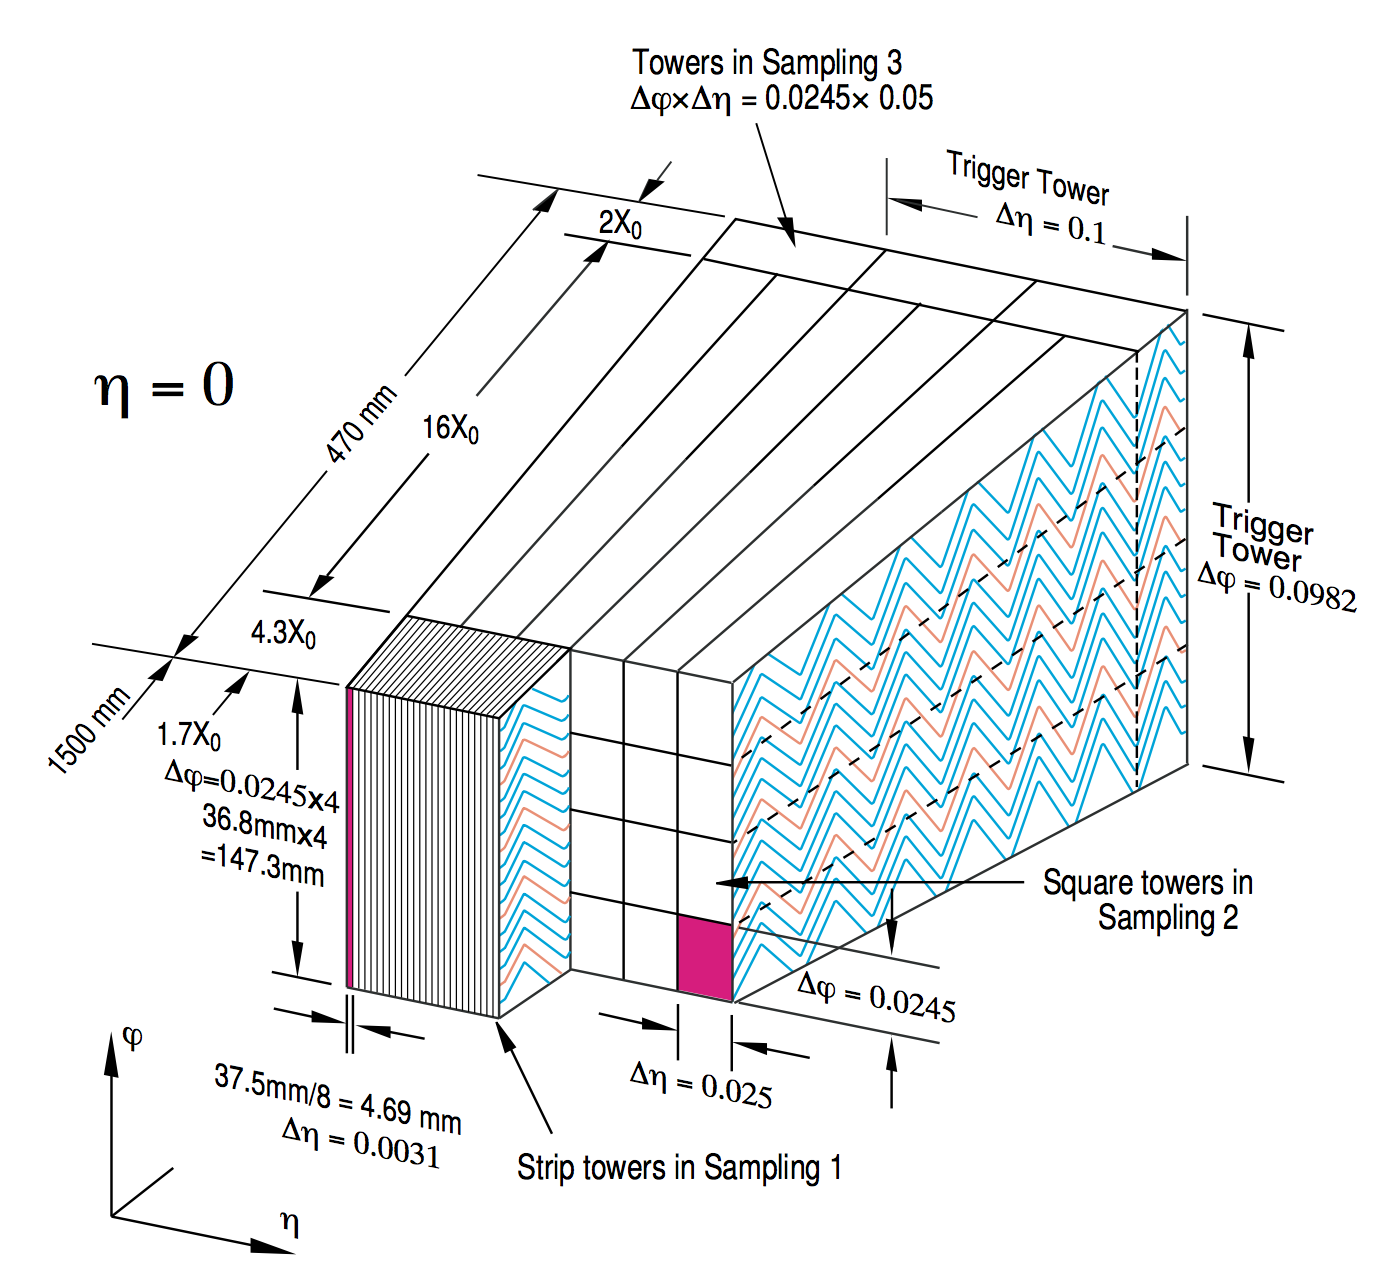 Towers in Sampling 3
Δφ×Δη = 0.0245× 0.05
Trigger Tower
Δη = 0.1
2X₀
η = 0
470 mm
16X₀
Trigger
Tower
Δφ = 0.0982
4.3X₀
1500 mm
1.7X₀
Δφ=0.0245x4
36.8mmx4
=147.3mm
Square towers in
Sampling 2
Δφ = 0.0245
Δη = 0.025
37.5mm/8 = 4.69 mm
Δη = 0.0031
Strip towers in Sampling 1
φ
η